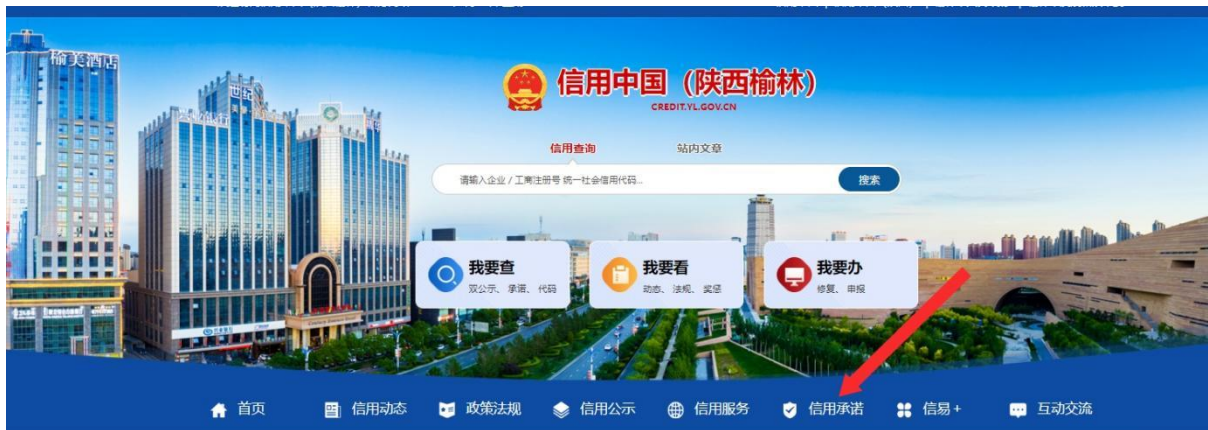 榆美酒店
世纪
信用中国（陕西榆林）
CREDIT.YL.GOV.CN
信用查询
站内文章
请输入企业 / 工商注册号 统一社会信用代码...
搜索
我要查
双公示、承诺、代码
我要看
动态、法规、奖惩
我要办
修复、申报
首页
信用动态
政策法规
信用公示
信用服务
信用承诺
信易+
互动交流